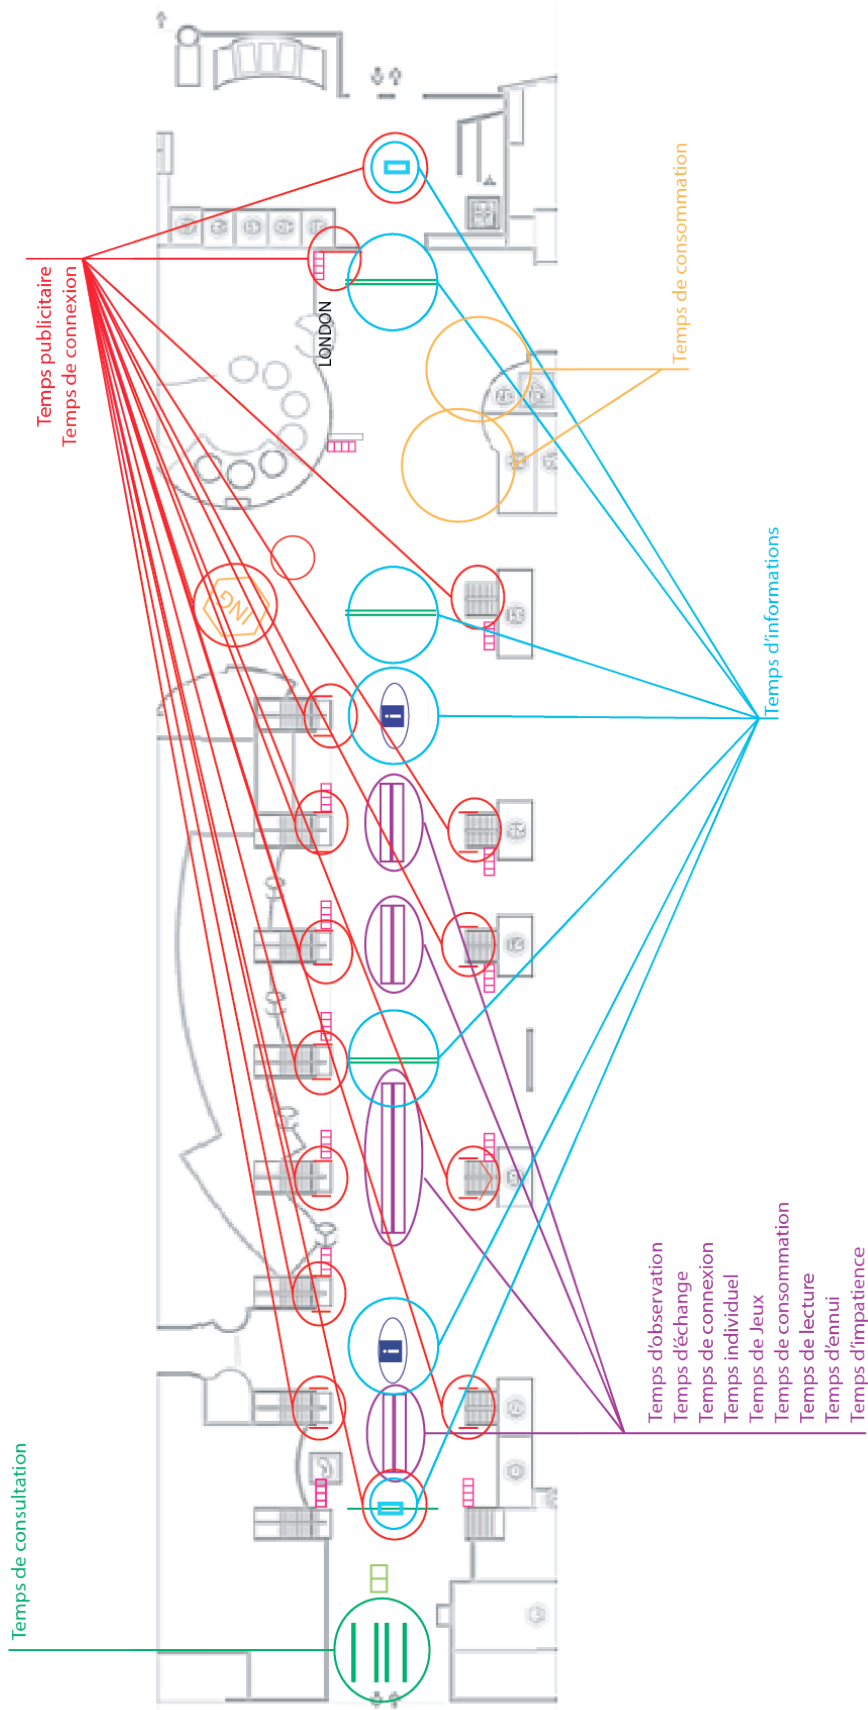 Temps publicitaire
Temps de connexion
LONDON
Temps de consommation
ING
i
Temps d'informations
i
Temps d'observation
Temps d'échange
Temps de connexion
Temps individuel
Temps de Jeux
Temps de consommation
Temps de lecture
Temps d'ennui
Temps d'impatience
Temps de consultation